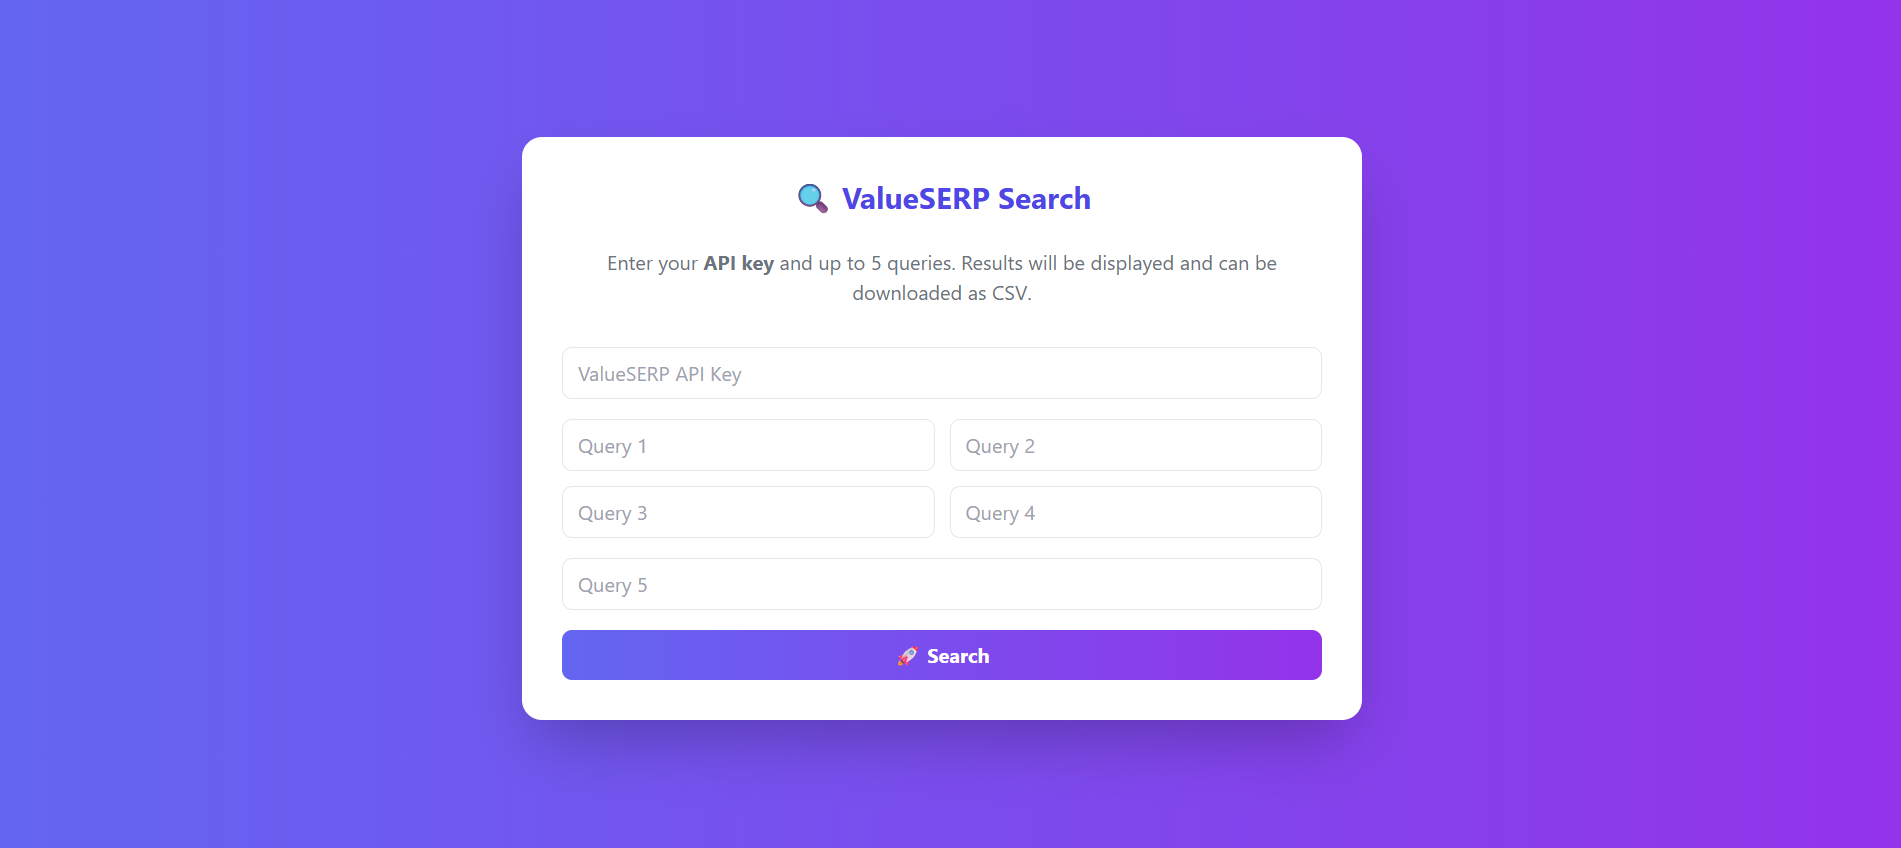 ValueSERP Search
Enter your API key and up to 5 queries. Results will be displayed and can be
downloaded as CSV.
ValueSERP API Key
Query 1
Query 2
Query 3
Query 4
Query 5
Search